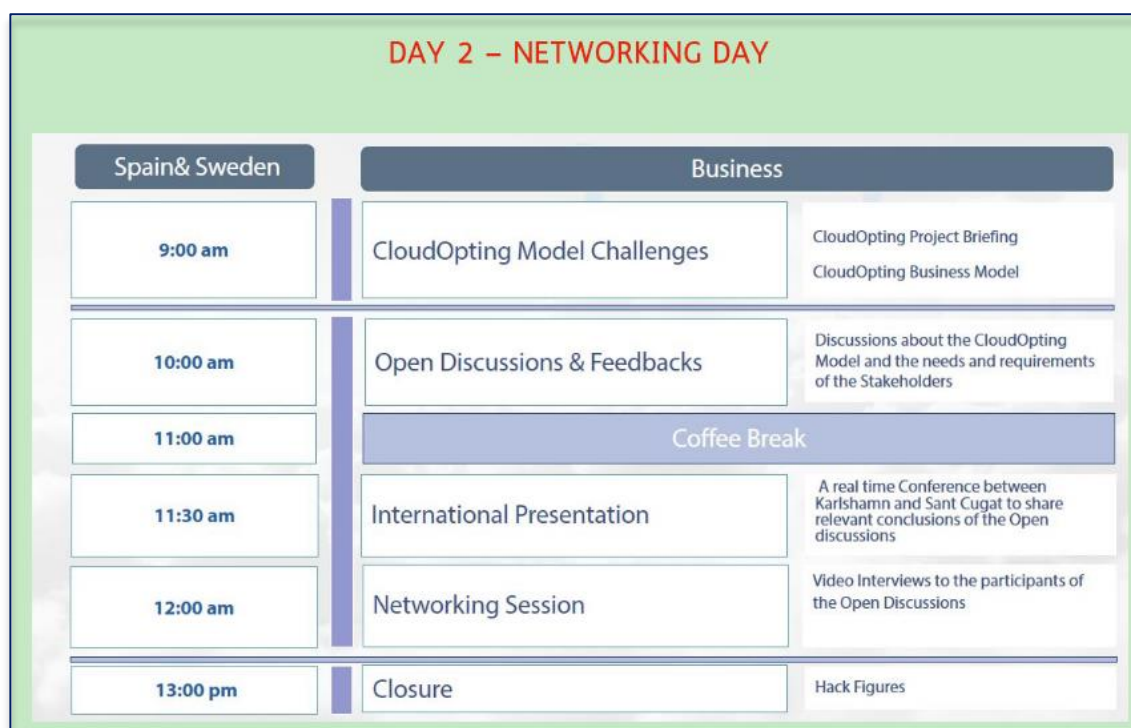 DAY 2 – NETWORKING DAY
Spain& Sweden
Business
9:00 am
CloudOpting Model Challenges
CloudOpting Project Briefing
CloudOpting Business Model
10:00 am
Open Discussions & Feedbacks
Discussions about the CloudOpting
Model and the needs and requirements
of the Stakeholders
11:00 am
Coffee Break
11:30 am
International Presentation
A real time Conference between
Karlshamn and Sant Cugat to share
relevant conclusions of the Open
discussions
12:00 am
Networking Session
Video Interviews to the participants of
the Open Discussions
13:00 pm
Closure
Hack Figures